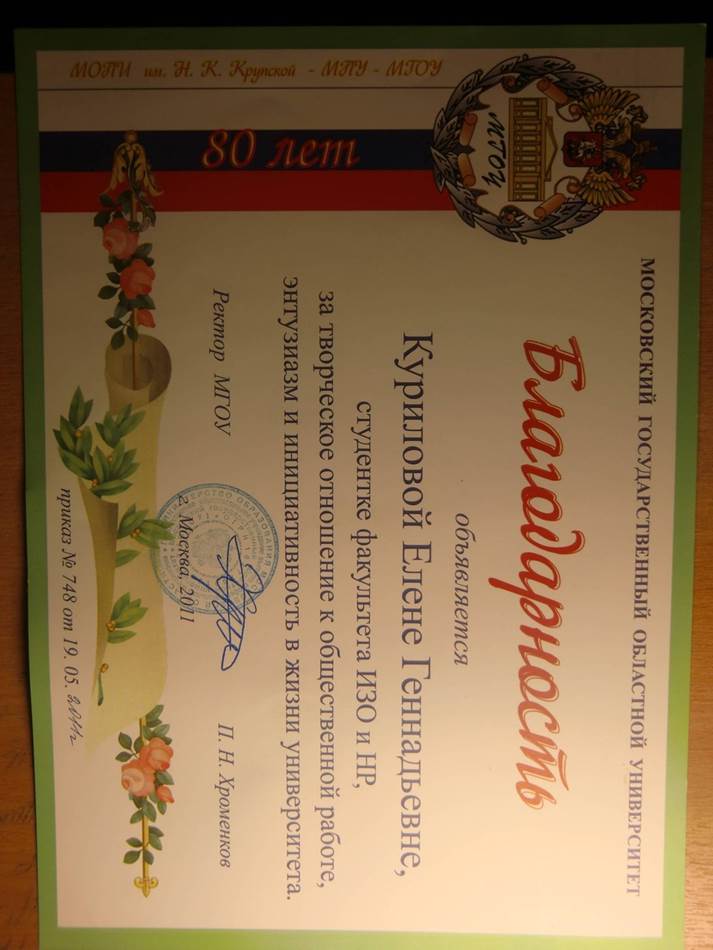 МОСКОВСКИЙ ГОСУДАРСТВЕННЫЙ ОБЛАСТНОЙ УНИВЕРСИТЕТ
МГОУ
МОПИ им. Н. К. Крупской - МПУ - МГОУ
80 лет
Благодарность
объявляется
Куриловой Елене Геннадьевне,
студентке факультета ИЗО и НР,
за творческое отношение к общественной работе,
энтузиазм и инициативность в жизни университета.
Ректор МГОУ
П. Н. Хроменков
г. Москва, 2011
приказ № 748 от 19. 05. 2011г